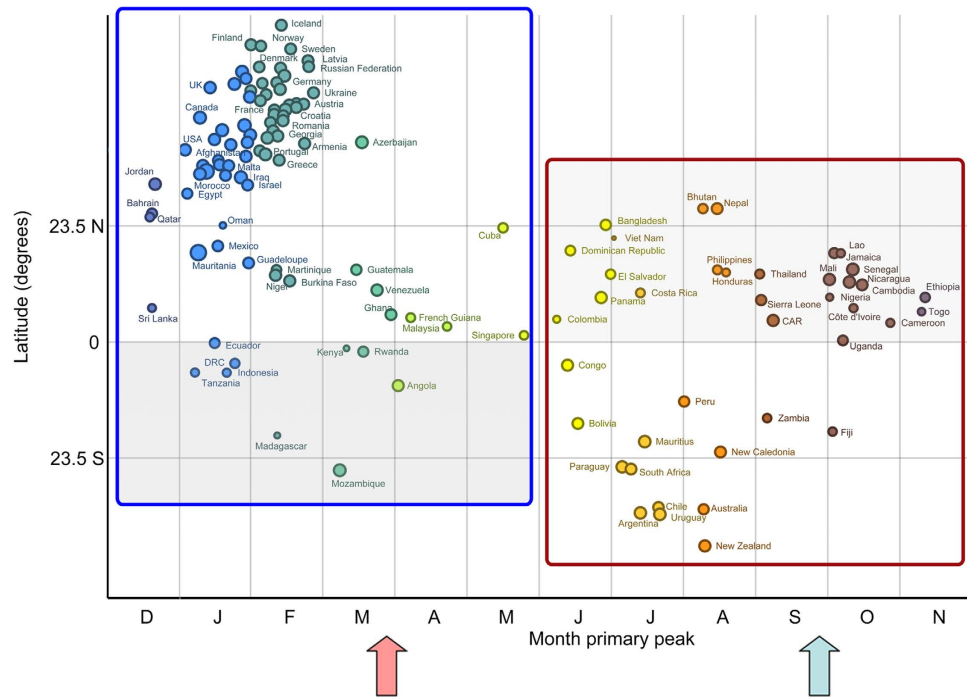 Iceland
Finland
Norway
Sweden
Denmark
Latvia
Russian Federation
UK
Germany
Ukraine
France
Austria
Canada
Croatia
Romania
USA
Georgia
Armenia
Azerbaijan
Afghanistan
Portugal
Greece
Malta
Jordan
Iraq
Morocco
Israel
Egypt
Bahrain
Qatar
Oman
Mexico
Mauritania
Guadeloupe
Martinique
Niger
Burkina Faso
Guatemala
Venezuela
Sri Lanka
Ghana
French Guiana
Malaysia
Singapore
Cuba
Ecuador
Kenya
Rwanda
DRC
Indonesia
Tanzania
Angola
Madagascar
Mozambique
Bhutan
Nepal
Bangladesh
Viet Nam
Dominican Republic
Lao
Jamaica
Philippines
Honduras
Thailand
Mali
Senegal
Nicaragua
El Salvador
Costa Rica
Cambodia
Ethiopia
Panama
Sierra Leone
Nigeria
Côte d'Ivoire
Togo
Colombia
CAR
Cameroon
Uganda
Congo
Peru
Bolivia
Zambia
Fiji
Mauritius
New Caledonia
Paraguay
South Africa
Chile
Argentina
Uruguay
Australia
New Zealand
Latitude (degrees)
23.5 N
0
23.5 S
D J F M A M J J A S O N
Month primary peak